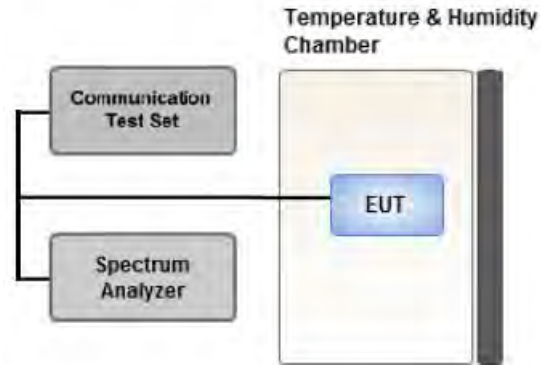 Temperature & Humidity
Chamber
Communication
Test Set
EUT
Spectrum
Analyzer